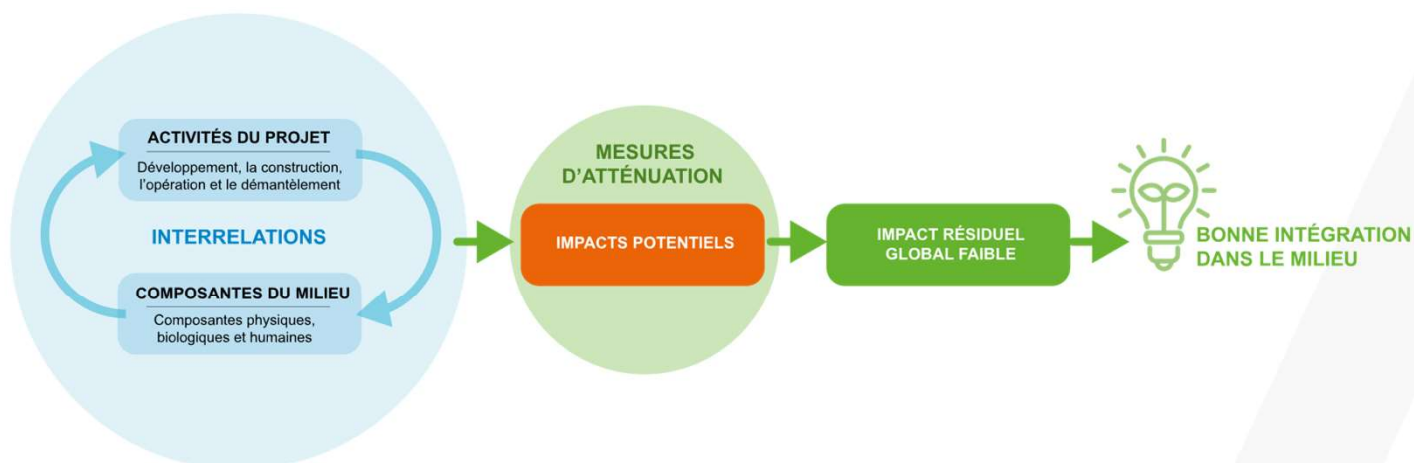 ACTIVITÉS DU PROJET
Développement, la construction,
l'opération et le démantèlement
INTERRELATIONS
COMPOSANTES DU MILIEU
Composantes physiques,
biologiques et humaines
MESURES
D'ATTÉNUATION
IMPACTS POTENTIELS
IMPACT RÉSIDUEL
GLOBAL FAIBLE
BONNE INTÉGRATION
DANS LE MILIEU